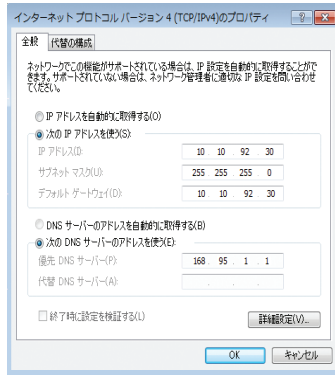 インターネット プロトコル バージョン 4 (TCP/IPv4)のプロパティ
全般 代替の構成
ネットワークでこの機能がサポートされている場合は、IP 設定を自動的に取得することがで
きます。サポートされていない場合は、ネットワーク管理者に適切な IP 設定を問い合わせ
てください。
IP アドレスを自動的に取得する(O)
次の IP アドレスを使う(S):
IP アドレス(I): 10 . 10 . 92 . 30
サブネット マスク(U): 255 . 255 . 255 . 0
デフォルト ゲートウェイ(D): 10 . 10 . 92 . 30
DNS サーバーのアドレスを自動的に取得する(B)
次の DNS サーバーのアドレスを使う(E):
優先 DNS サーバー(P): 168 . 95 . 1 . 1
代替 DNS サーバー(A): . . .
終了時に設定を検証する(L) 詳細設定(V)...
OK キャンセル